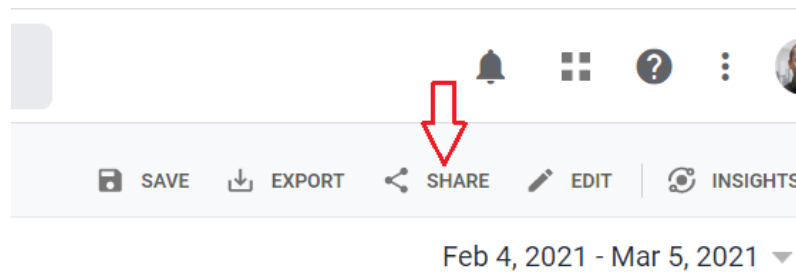 SAVE EXPORT SHARE EDIT INSIGHTS
Feb 4, 2021 - Mar 5, 2021